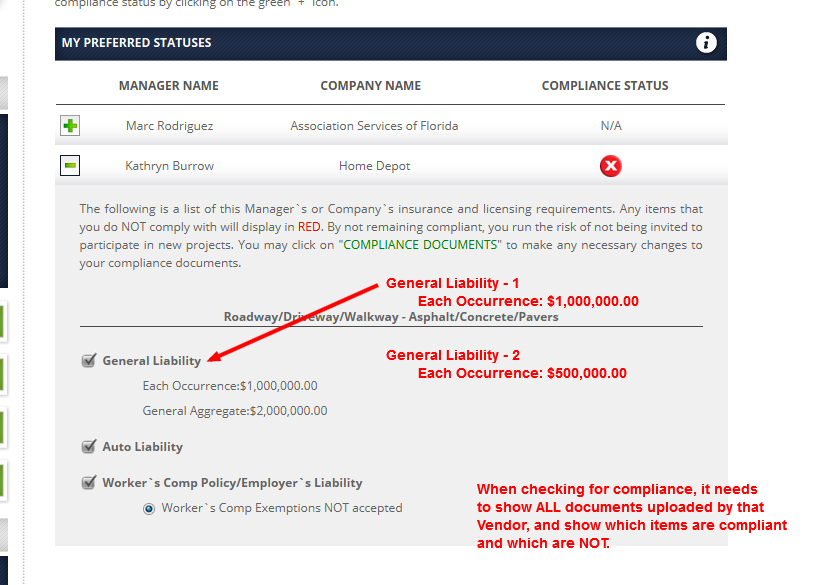 compliance status by clicking on the green "+" icon.
MY PREFERRED STATUSES
MANAGER NAME COMPANY NAME COMPLIANCE STATUS
Marc Rodriguez Association Services of Florida N/A
Kathryn Burrow Home Depot
The following is a list of this Manager`s or Company`s insurance and licensing requirements. Any items that
you do NOT comply with will display in RED. By not remaining compliant, you run the risk of not being invited to
participate in new projects. You may click on "COMPLIANCE DOCUMENTS" to make any necessary changes to
your compliance documents.
General Liability - 1
Each Occurrence: $1,000,000.00
Roadway/Driveway/Walkway - Asphalt/Concrete/Pavers
General Liability
General Liability - 2
Each Occurrence: $500,000.00
Each Occurrence:$1,000,000.00
General Aggregate:$2,000,000.00
Auto Liability
Worker`s Comp Policy/Employer`s Liability
Worker`s Comp Exemptions NOT accepted
When checking for compliance, it needs
to show ALL documents uploaded by that
Vendor, and show which items are compliant
and which are NOT.